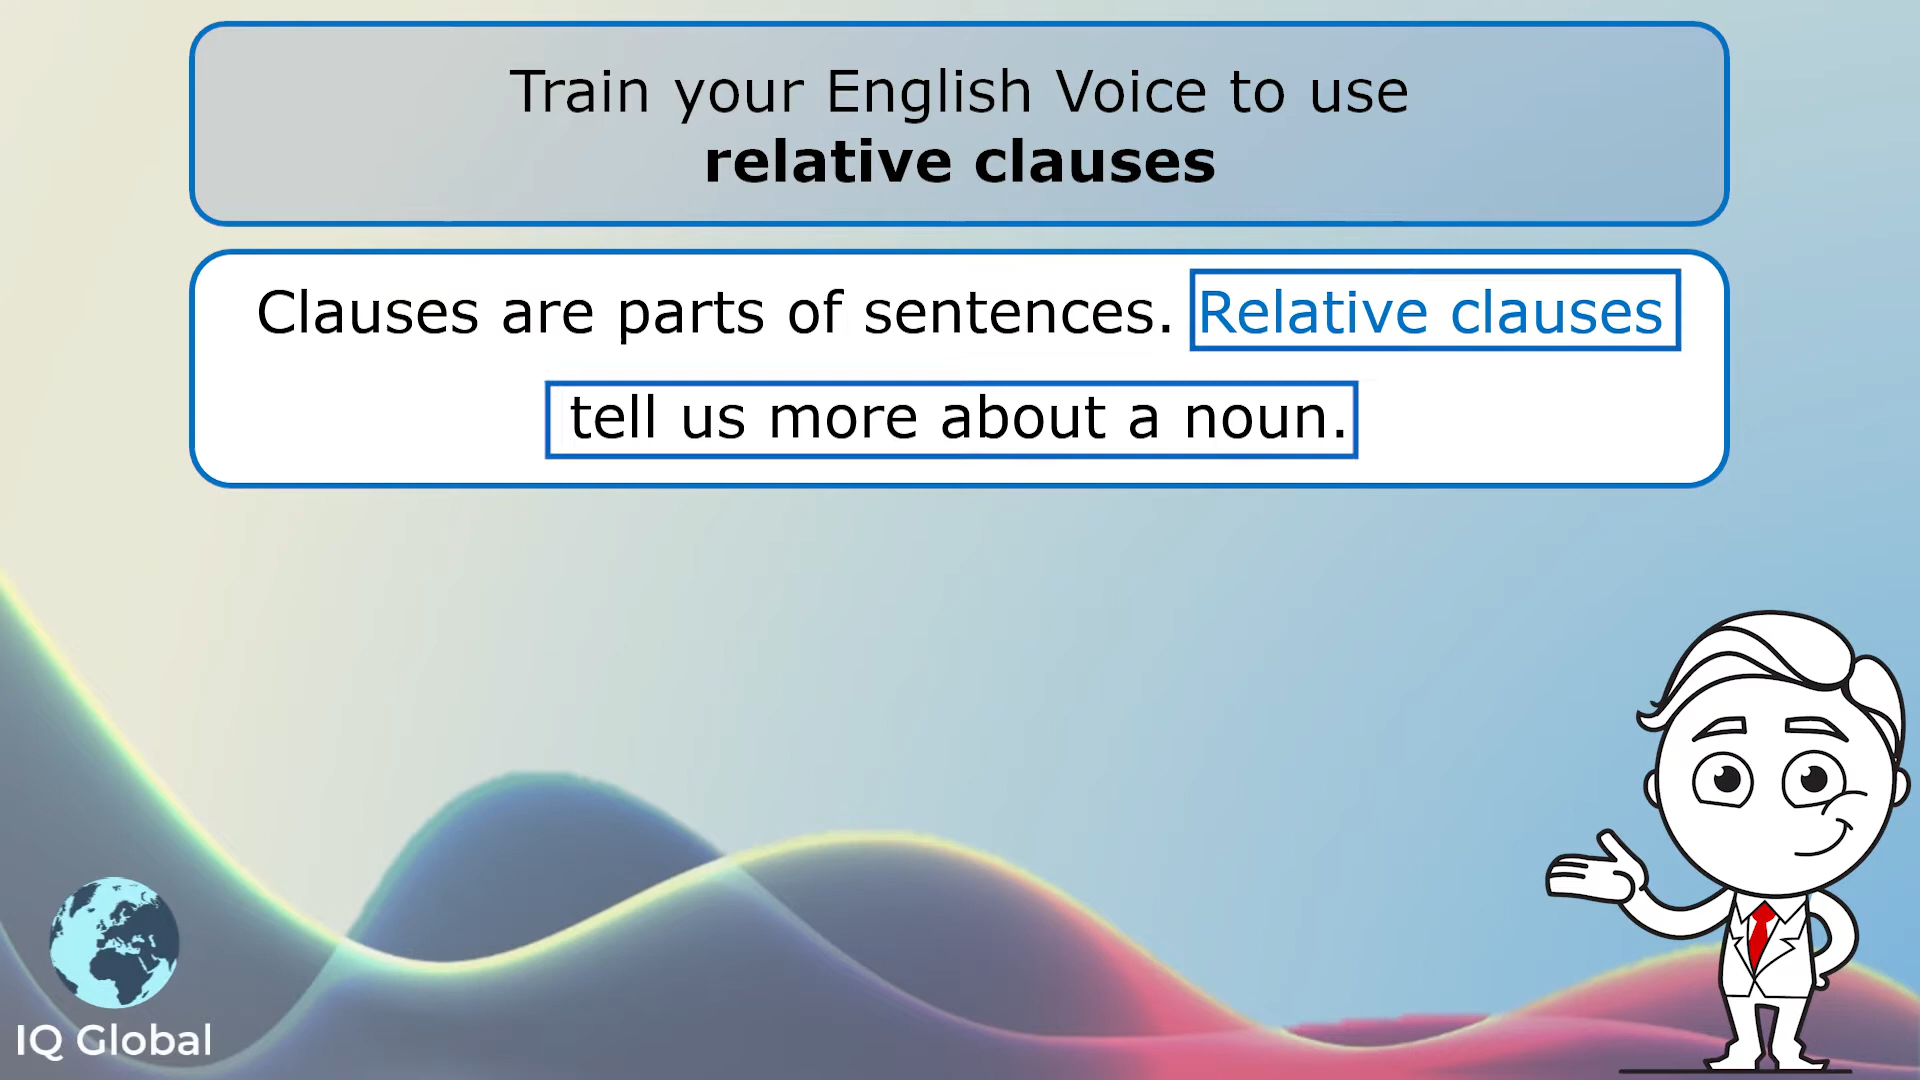 Train your English Voice to use
relative clauses
Clauses are parts of sentences. Relative clauses
tell us more about a noun.
IQ Global